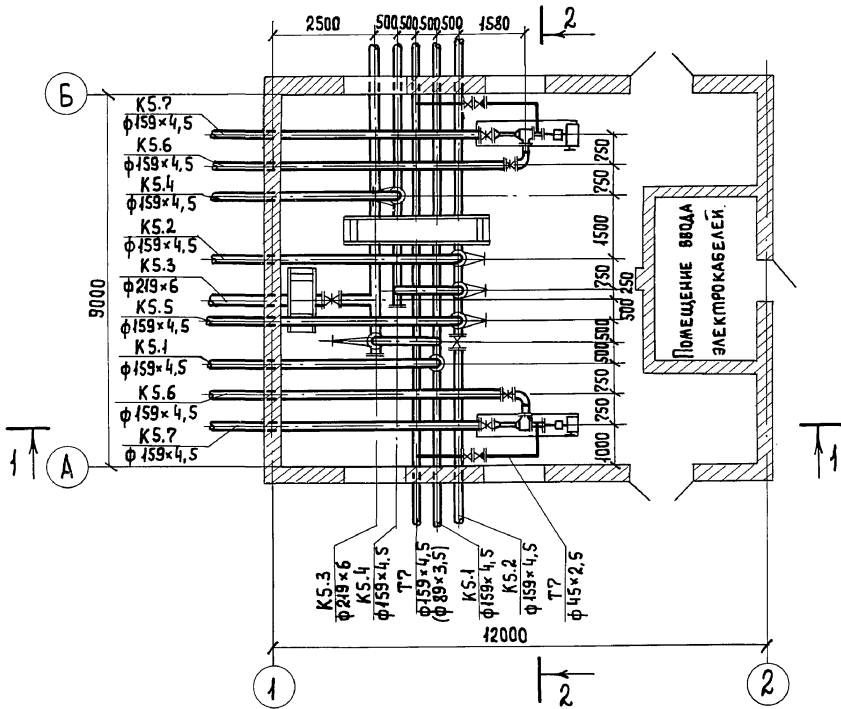 2500
500
500
500
500
1580
2
Б
К5.7
ф159×4,5
К5.6
ф159×4,5
К5.4
ф159×4,5
К5.2
ф159×4,5
К5.3
ф219×6
К5.5
ф159×4,5
К5.1
ф159×4,5
К5.6
ф159×4,5
К5.7
ф159×4,5
9000
750
750
1500
750
250
500
500
500
750
750
1000
ПОМЕЩЕНИЕ ВВОДА
ЭЛЕКТРОКАБЕЛЕЙ.
1
А
1
К5.3
ф219×6
К5.4
ф159×4,5
Т7
ф159×4,5
(ф89×3,5)
К5.1
ф159×4,5
К5.2
ф159×4,5
Т7
ф45×2,5
12000
1
2
2